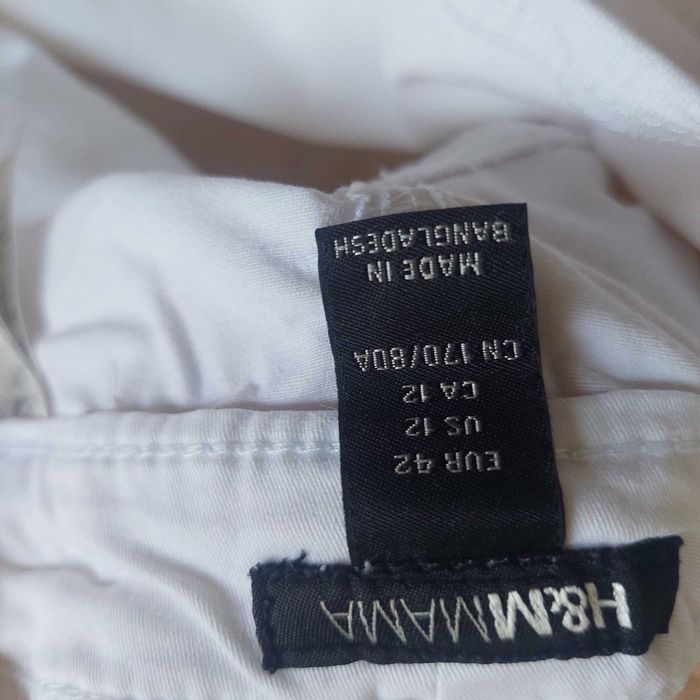 H&MMAMA
EUR 42
US 12
CA 12
CN 170/80A
MADE IN
BANGLADESH